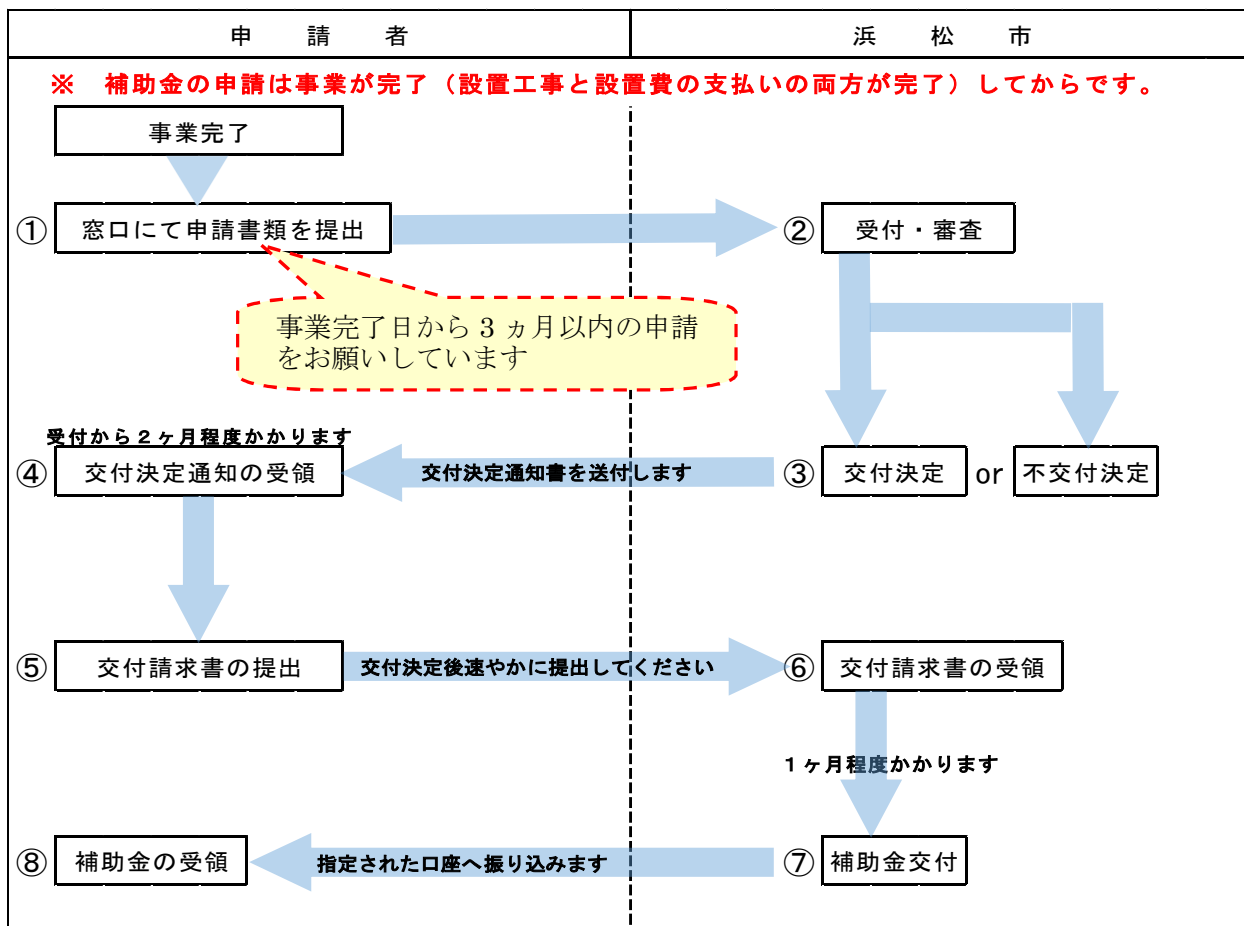 申請者
浜松市
※ 補助金の申請は事業が完了（設置工事と設置費の支払いの両方が完了）してからです。
事業完了
① 窓口にて申請書類を提出
② 受付・審査
事業完了日から3ヵ月以内の申請
をお願いしています
受付から２ヶ月程度かかります
④ 交付決定通知の受領
交付決定通知書を送付します
③ 交付決定 or 不交付決定
⑤ 交付請求書の提出
交付決定後速やかに提出してください
⑥ 交付請求書の受領
１ヶ月程度かかります
⑧ 補助金の受領
指定された口座へ振り込みます
⑦ 補助金交付